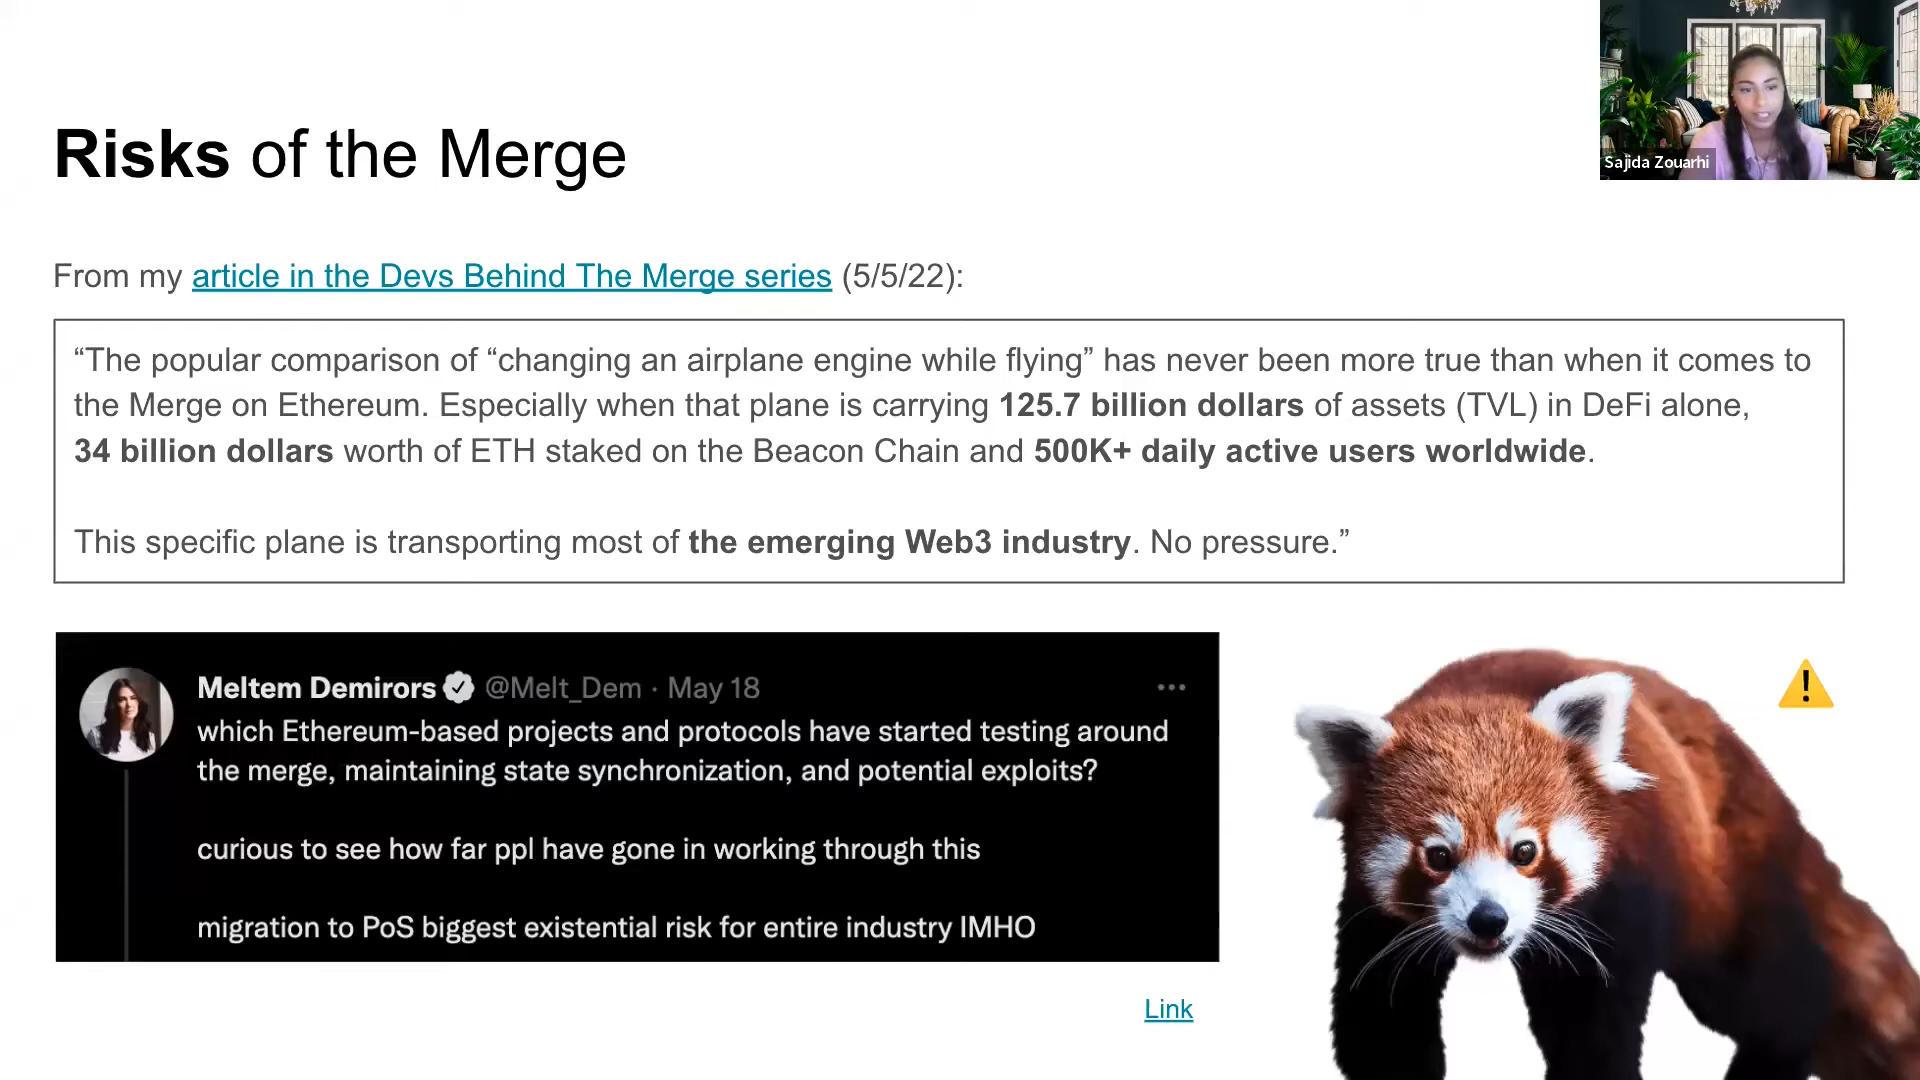 Sajida Zouarhi
Risks of the Merge
From my article in the Devs Behind The Merge series (5/5/22):
“The popular comparison of “changing an airplane engine while flying” has never been more true than when it comes to
the Merge on Ethereum. Especially when that plane is carrying 125.7 billion dollars of assets (TVL) in DeFi alone,
34 billion dollars worth of ETH staked on the Beacon Chain and 500K+ daily active users worldwide.
This specific plane is transporting most of the emerging Web3 industry. No pressure.”
Meltem Demirors @Melt_Dem · May 18
which Ethereum-based projects and protocols have started testing around
the merge, maintaining state synchronization, and potential exploits?
curious to see how far ppl have gone in working through this
migration to PoS biggest existential risk for entire industry IMHO
Link